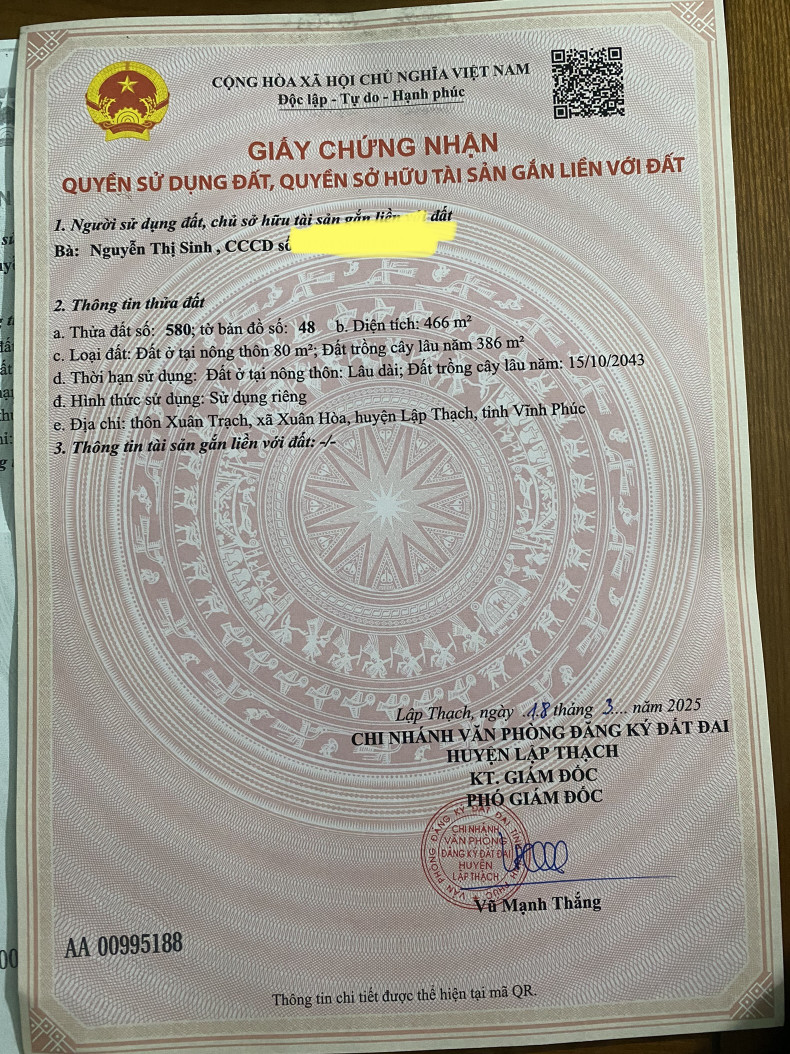 CỘNG HÒA XÃ HỘI CHỦ NGHĨA VIỆT NAM
Độc lập - Tự do - Hạnh phúc
GIẤY CHỨNG NHẬN
QUYỀN SỬ DỤNG ĐẤT, QUYỀN SỞ HỮU TÀI SẢN GẮN LIỀN VỚI ĐẤT
1. Người sử dụng đất, chủ sở hữu tài sản gắn liền đất
Bà: Nguyễn Thị Sinh , CCCD số
2. Thông tin thửa đất
a. Thửa đất số: 580; tờ bản đồ số: 48 b. Diện tích: 466 m²
c. Loại đất: Đất ở tại nông thôn 80 m²; Đất trồng cây lâu năm 386 m²
d. Thời hạn sử dụng: Đất ở tại nông thôn: Lâu dài; Đất trồng cây lâu năm: 15/10/2043
đ. Hình thức sử dụng: Sử dụng riêng
e. Địa chỉ: thôn Xuân Trạch, xã Xuân Hòa, huyện Lập Thạch, tỉnh Vĩnh Phúc
3. Thông tin tài sản gắn liền với đất: -/-
Lập Thạch, ngày 18 tháng 3 năm 2025
CHI NHÁNH VĂN PHÒNG ĐĂNG KÝ ĐẤT ĐAI
HUYỆN LẬP THẠCH
KT. GIÁM ĐỐC
PHÓ GIÁM ĐỐC
CHI NHÁNH
VĂN PHÒNG
ĐĂNG KÝ ĐẤT ĐAI
HUYỆN
LẬP THẠCH
Vũ Mạnh Thắng
AA 00995188
Thông tin chi tiết được thể hiện tại mã QR.